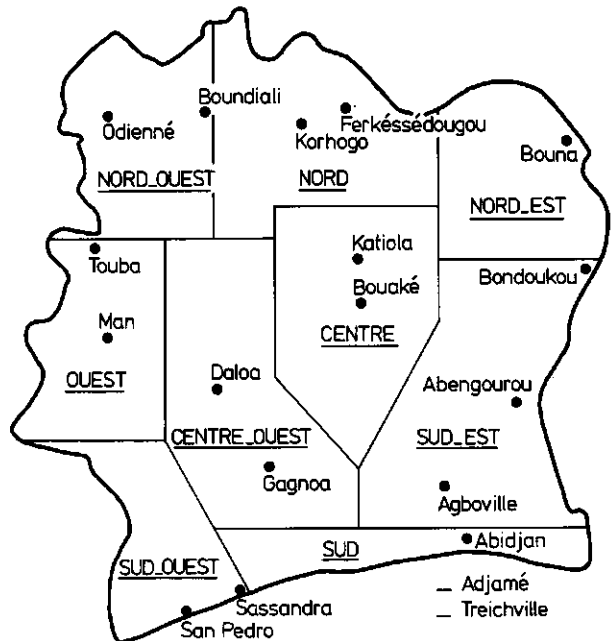 Boundiali
Odienné
Ferkéssédougou
Korhogo
Bouna
NORD_OUEST
NORD
NORD_EST
Touba
Katiola
Bondoukou
Bouaké
Man
CENTRE
OUEST
Daloa
Abengourou
CENTRE_OUEST
SUD_EST
Gagnoa
Agboville
Abidjan
SUD
SUD_OUEST
_ Adjamé
Sassandra
_ Treichville
San Pedro